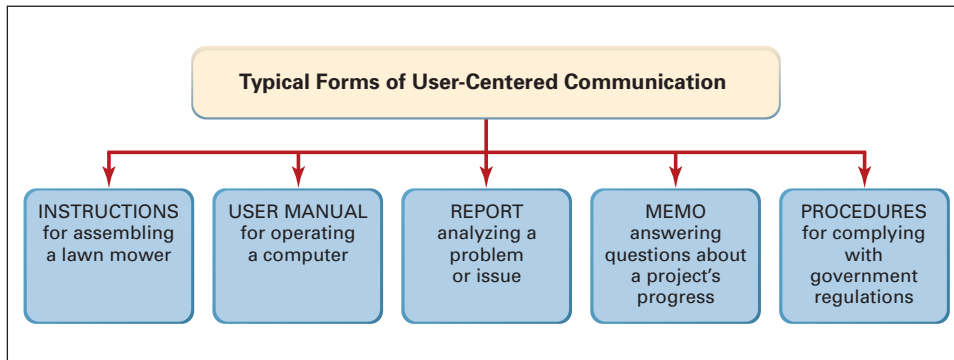 Typical Forms of User-Centered Communication
INSTRUCTIONS
for assembling
a lawn mower
USER MANUAL
for operating
a computer
REPORT
analyzing a
problem
or issue
MEMO
answering
questions about
a project’s
progress
PROCEDURES
for complying
with
government
regulations